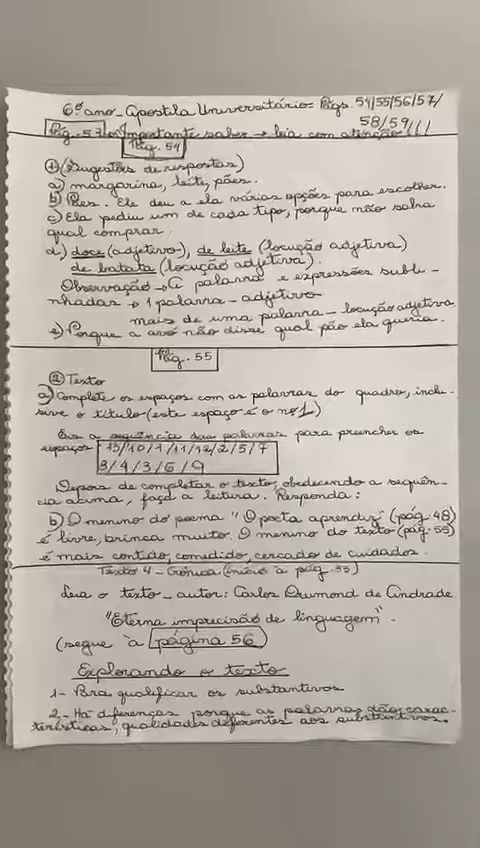 6º ano - Apostila Universitário = Págs. 54/55/56/57/
58/59!!!
Pág. 57 Importante saber → leia com atenção!!!
Pág. 54
1 (Sugestões de respostas)
a) margarina, leite, pães.
b) Pães. Ele deu a ela várias opções para escolher.
c) Ela pediu um de cada tipo, porque não sabia
qual comprar.
d) doce (adjetivo), de leite (locução adjetiva)
de batata (locução adjetiva).
Observação → A palavra e expressões subli-
nhadas → 1 palavra - adjetivo
mais de uma palavra - locução adjetiva
e) Porque a avó não disse qual pão ela queria.
Pág. 55
2 Texto
a) Complete os espaços com as palavras do quadro, inclu-
sive o título (este espaço é o nº 1)
Eis a sequência das palavras para preencher os
espaços 13/10/1/11/12/2/5/7
8/4/3/6/9
Depois de completar o texto, obedecendo a sequên-
cia acima, faça a leitura. Responda:
b) O menino do poema "O poeta aprendiz" (pág. 48)
é livre, brinca muito. O menino do texto (pág. 55)
é mais contido, comedido, cercado de cuidados.
Texto 4 - Crônica (início à pág. 55)
Leia o texto - autor: Carlos Drumond de Andrade
"Eterna imprecisão de linguagem" -
(segue à página 56)
Explorando o texto
1- Para qualificar os substantivos
2- Há diferenças porque as palavras dão carac-
terísticas, qualidades diferentes aos substantivos.